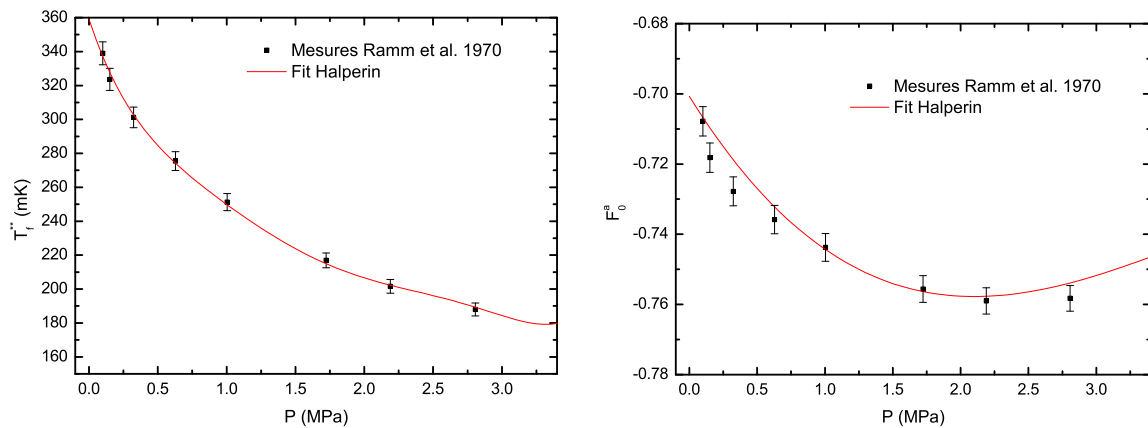 360
340
320
300
280
260
240
220
200
180
160
T_f^** (mK)
Mesures Ramm et al. 1970
Fit Halperin
0.0 0.5 1.0 1.5 2.0 2.5 3.0
P (MPa)
-0.68
-0.70
-0.72
-0.74
-0.76
-0.78
F_0^a
Mesures Ramm et al. 1970
Fit Halperin
0.0 0.5 1.0 1.5 2.0 2.5 3.0
P (MPa)